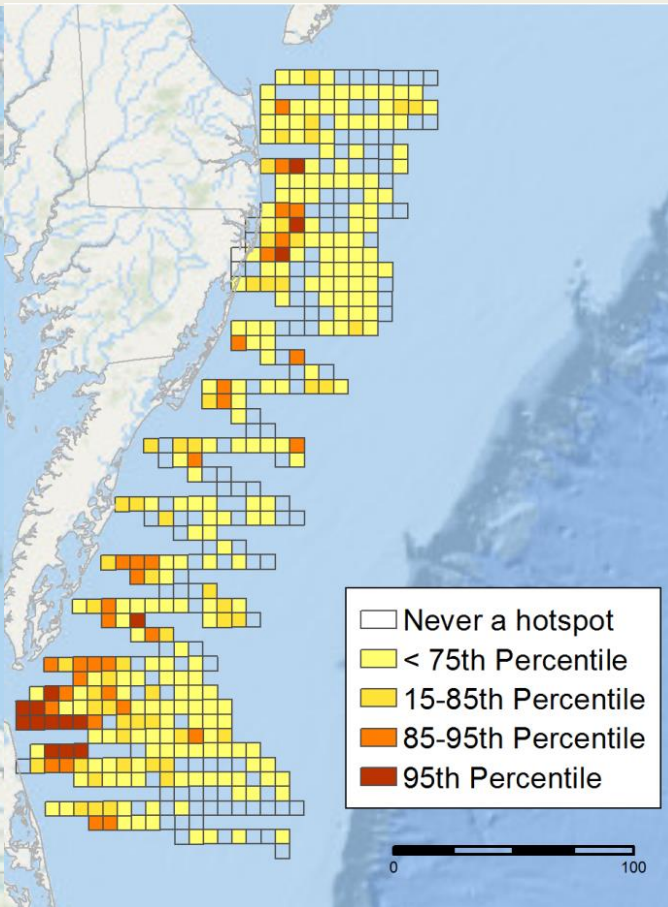 Never a hotspot
< 75th Percentile
15-85th Percentile
85-95th Percentile
95th Percentile
0 100